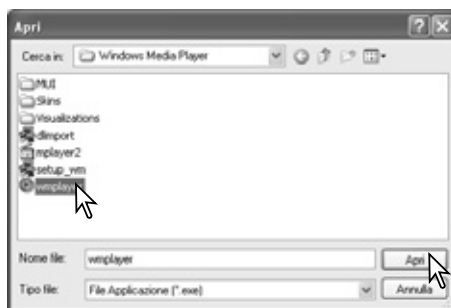 Apri
Cerca in: Windows Media Player
MUI
Skins
Visualizations
dlimport
mplayer2
setup_wm
wmplayer
Nome file: wmplayer Apri
Tipo file: File Applicazione (*.exe) Annulla